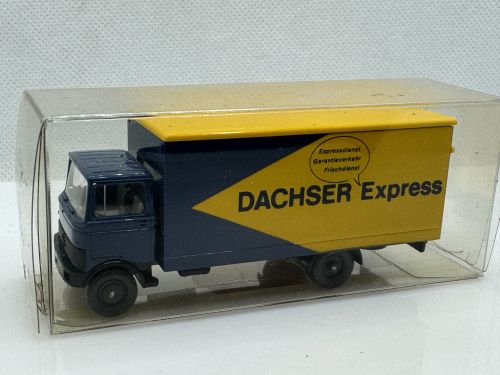 Expressdienst
Garantieverkehr
Frischdienst
DACHSER Express